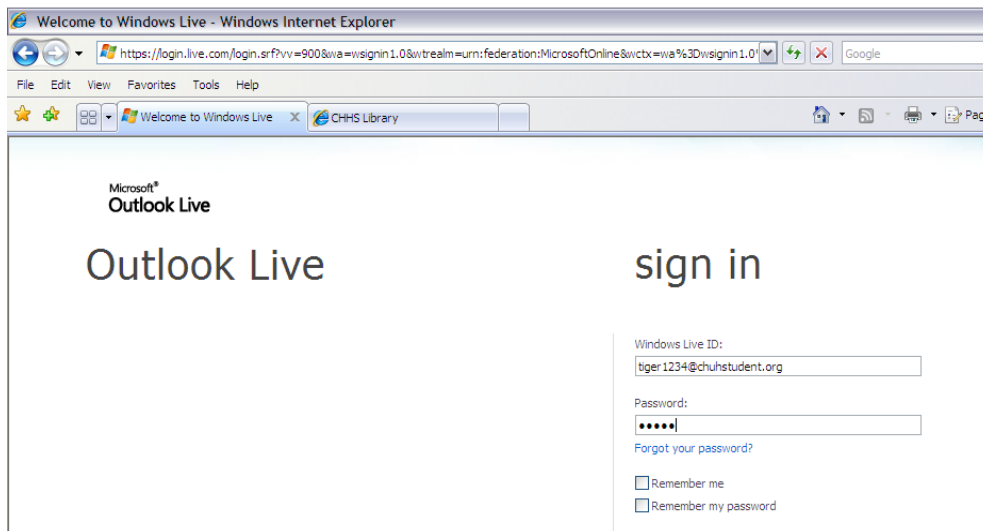 Welcome to Windows Live - Windows Internet Explorer
https://login.live.com/login.srf?vv=900&wa=wsignin1.0&wtrealm=urn:federation:MicrosoftOnline&wctx=wa%3Dwsignin1.0
Google
File Edit View Favorites Tools Help
Welcome to Windows Live X CHHS Library
Pag
Microsoft®
Outlook Live
Outlook Live
sign in
Windows Live ID:
tiger1234@chuhstudent.org
Password:
•••••
Forgot your password?
Remember me
Remember my password